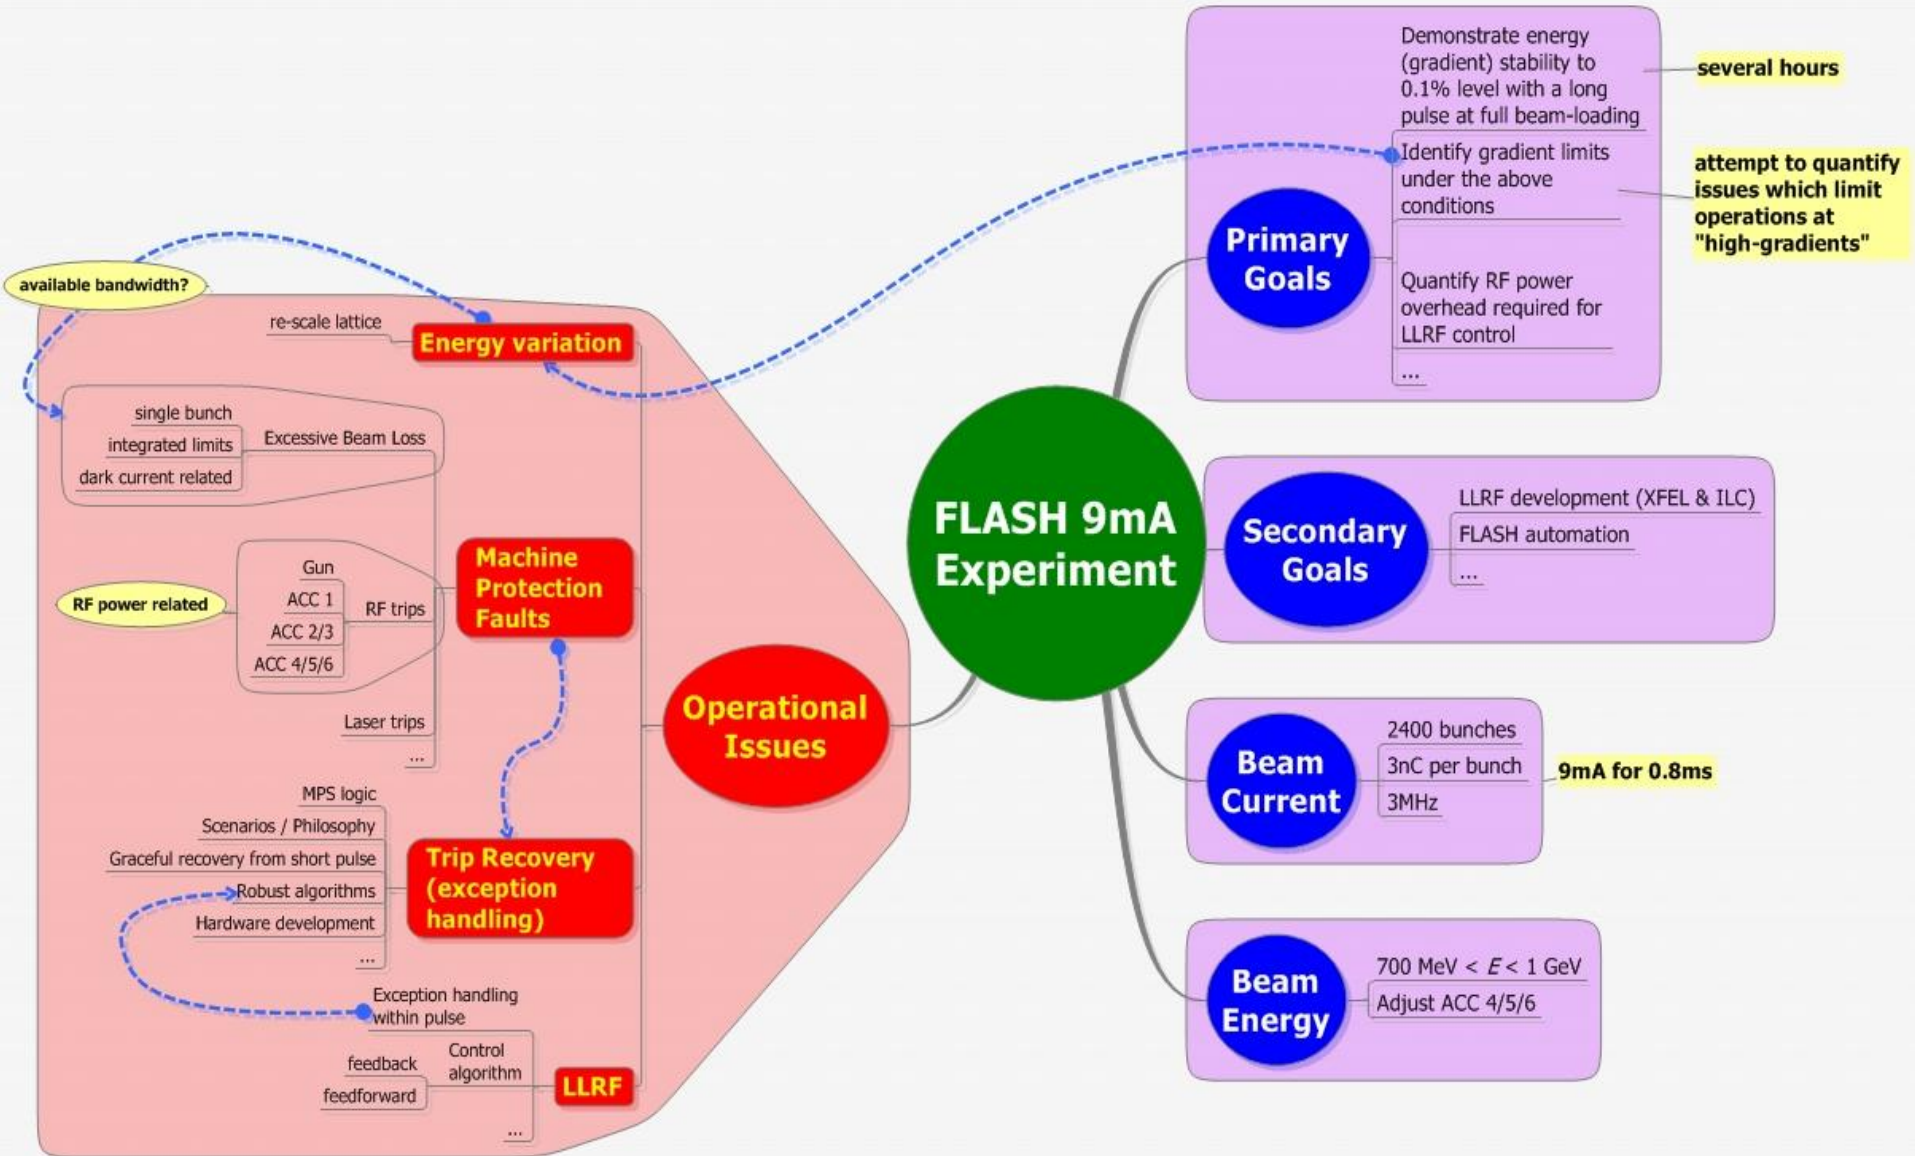 FLASH 9mA
Experiment
Primary
Goals
Demonstrate energy
(gradient) stability to
0.1% level with a long
pulse at full beam-loading
several hours
Identify gradient limits
under the above
conditions
attempt to quantify
issues which limit
operations at
"high-gradients"
Quantify RF power
overhead required for
LLRF control
...
Secondary
Goals
LLRF development (XFEL & ILC)
FLASH automation
...
Beam
Current
2400 bunches
3nC per bunch
3MHz
9mA for 0.8ms
Beam
Energy
700 MeV < E < 1 GeV
Adjust ACC 4/5/6
Operational
Issues
Energy variation
re-scale lattice
available bandwidth?
Machine
Protection
Faults
Excessive Beam Loss
single bunch
integrated limits
dark current related
RF trips
Gun
ACC 1
ACC 2/3
ACC 4/5/6
RF power related
Laser trips
...
Trip Recovery
(exception
handling)
MPS logic
Scenarios / Philosophy
Graceful recovery from short pulse
Robust algorithms
Hardware development
...
LLRF
Exception handling
within pulse
Control
algorithm
feedback
feedforward
...